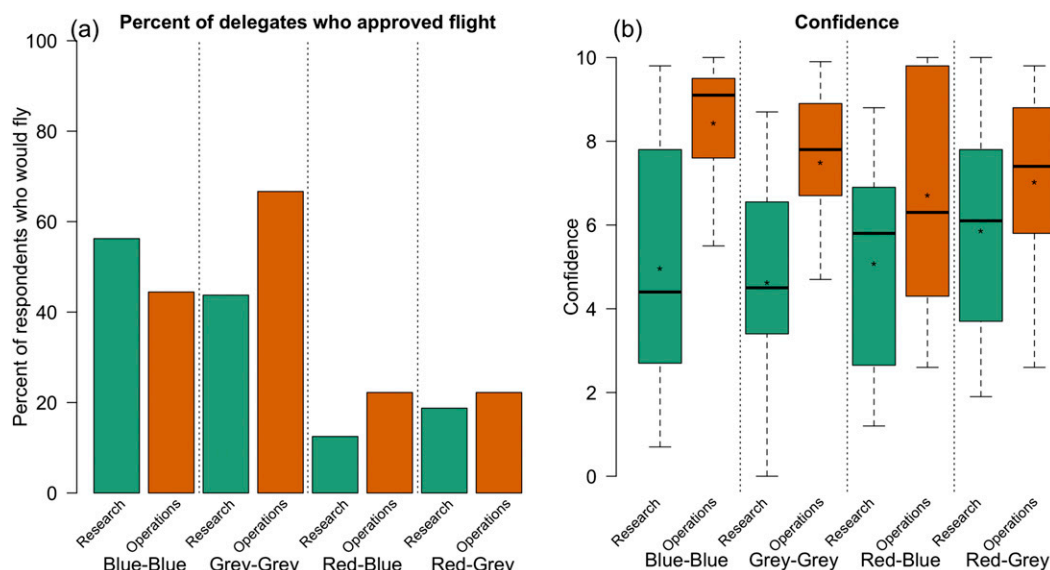 (a) Percent of delegates who approved flight
Percent of respondents who would fly
100
80
60
40
20
0
Research
Operations
Research
Operations
Research
Operations
Research
Operations
Blue-Blue
Grey-Grey
Red-Blue
Red-Grey
(b) Confidence
Confidence
10
8
6
4
2
0
Research
Operations
Research
Operations
Research
Operations
Research
Operations
Blue-Blue
Grey-Grey
Red-Blue
Red-Grey